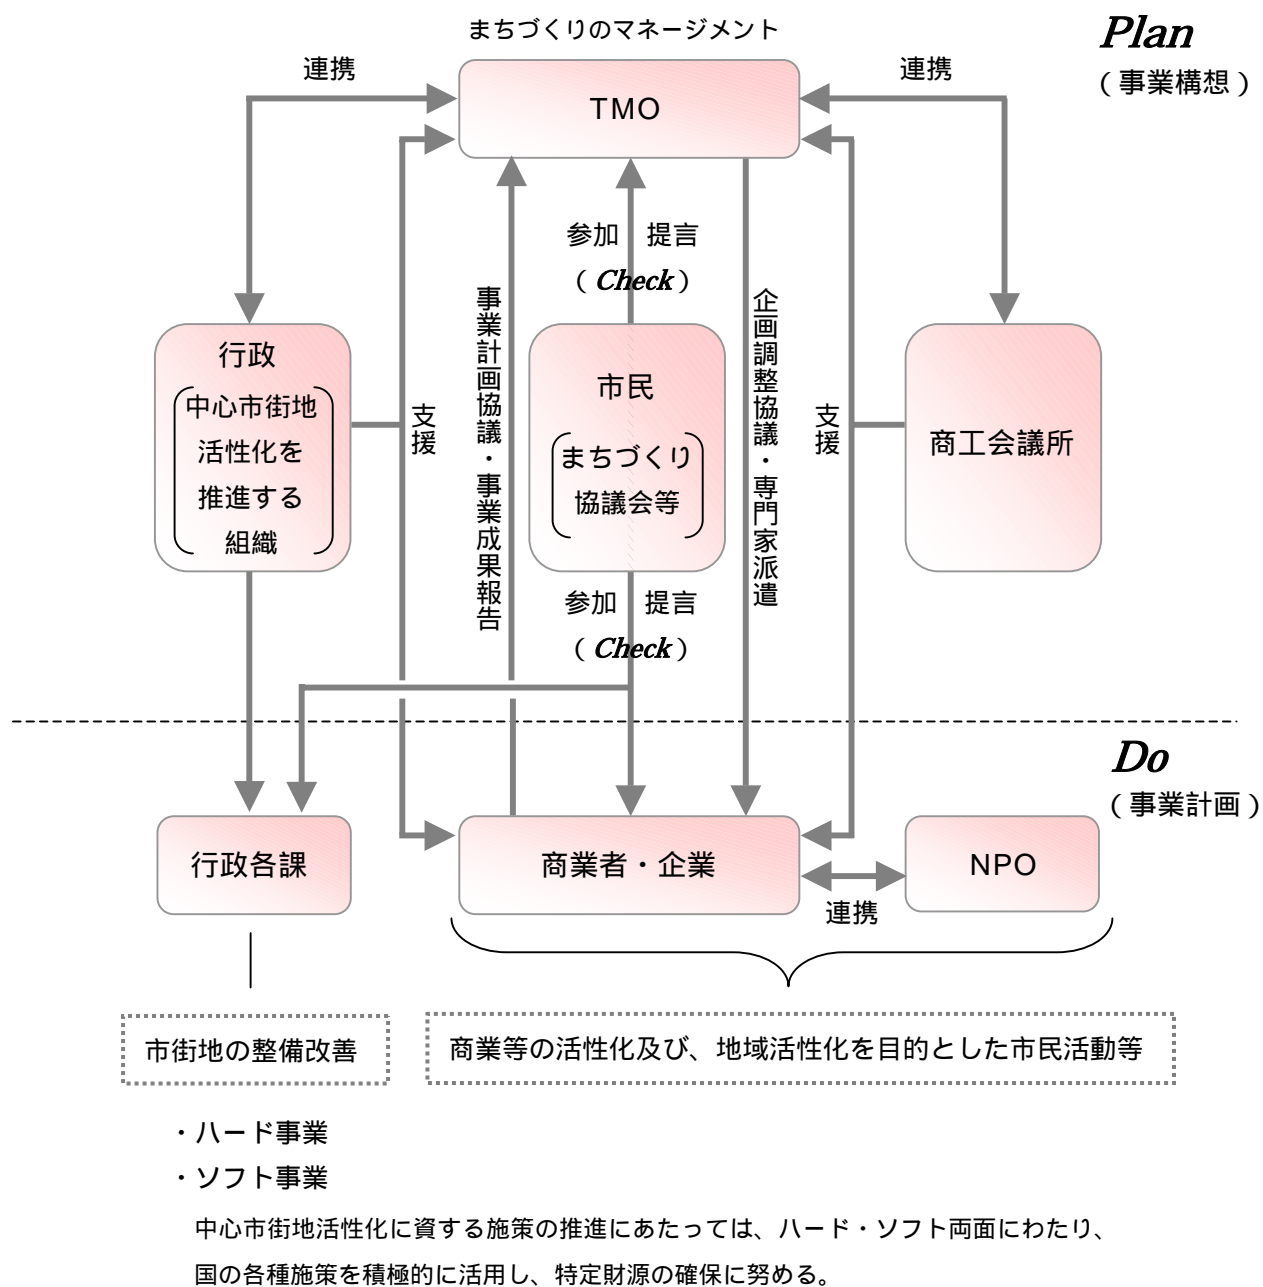 まちづくりのマネージメント
Plan
（事業構想）
連携
連携
TMO
参加 提言
（Check）
事業計画協議・事業成果報告
企画調整協議・専門家派遣
行政
中心市街地
活性化を
推進する
組織
支援
市民
まちづくり
協議会等
支援
商工会議所
参加 提言
（Check）
Do
（事業計画）
行政各課
商業者・企業
NPO
連携
市街地の整備改善
商業等の活性化及び、地域活性化を目的とした市民活動等
・ハード事業
・ソフト事業
中心市街地活性化に資する施策の推進にあたっては、ハード・ソフト両面にわたり、
国の各種施策を積極的に活用し、特定財源の確保に努める。